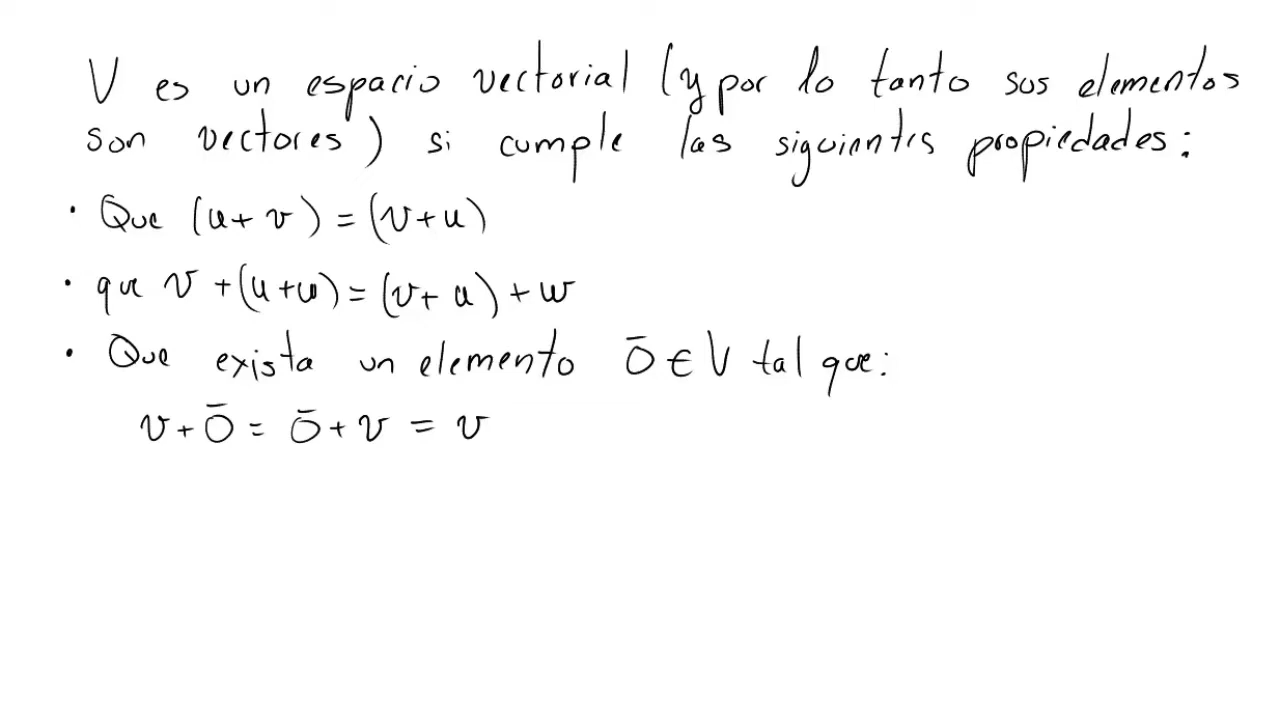 V es un espacio vectorial (y por lo tanto sus elementos
son vectores) si cumple las siguientes propiedades:
• Que (u + v) = (v + u)
• que v + (u + w) = (v + u) + w
• Que exista un elemento Ō ∈ V tal que:
v + Ō = Ō + v = v